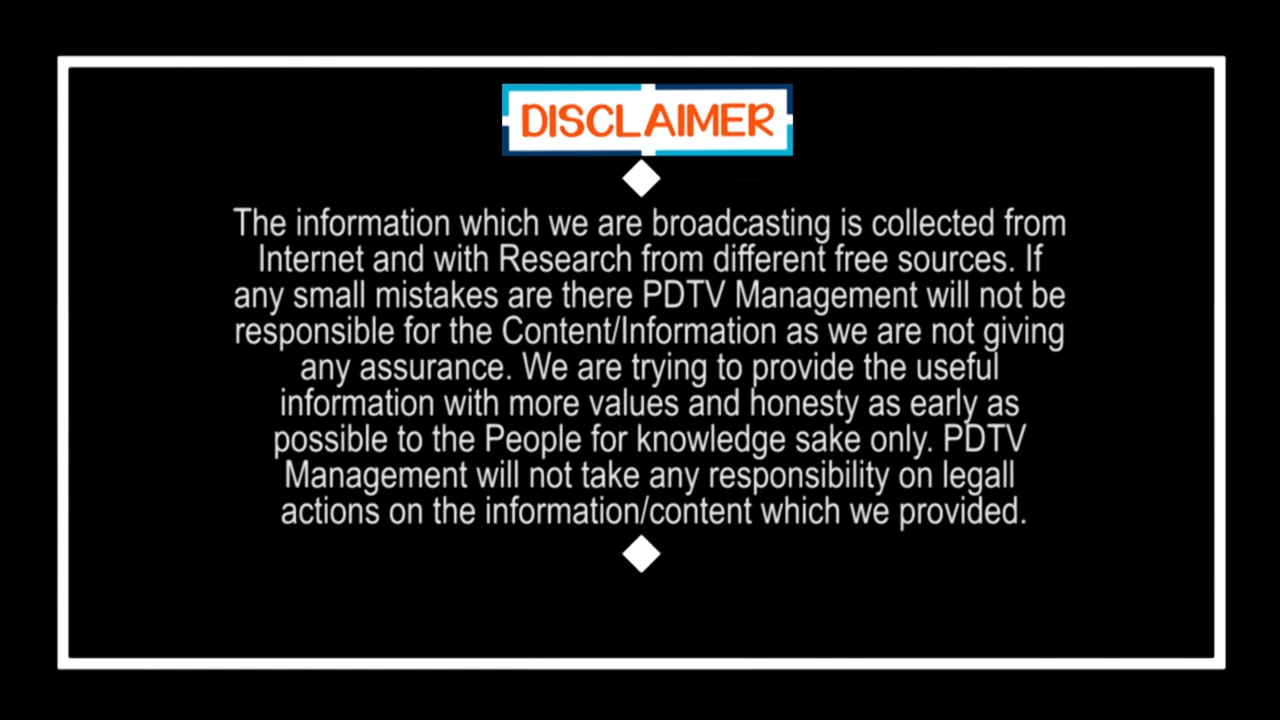 DISCLAIMER
The information which we are broadcasting is collected from
Internet and with Research from different free sources. If
any small mistakes are there PDTV Management will not be
responsible for the Content/Information as we are not giving
any assurance. We are trying to provide the useful
information with more values and honesty as early as
possible to the People for knowledge sake only. PDTV
Management will not take any responsibility on legall
actions on the information/content which we provided.